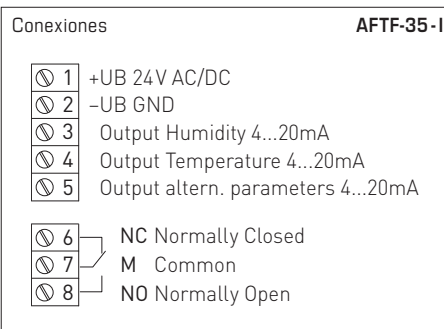 Conexiones AFTF-35-I
1 +UB 24V AC/DC
2 –UB GND
3 Output Humidity 4...20mA
4 Output Temperature 4...20mA
5 Output altern. parameters 4...20mA
6 NC Normally Closed
7 M Common
8 NO Normally Open